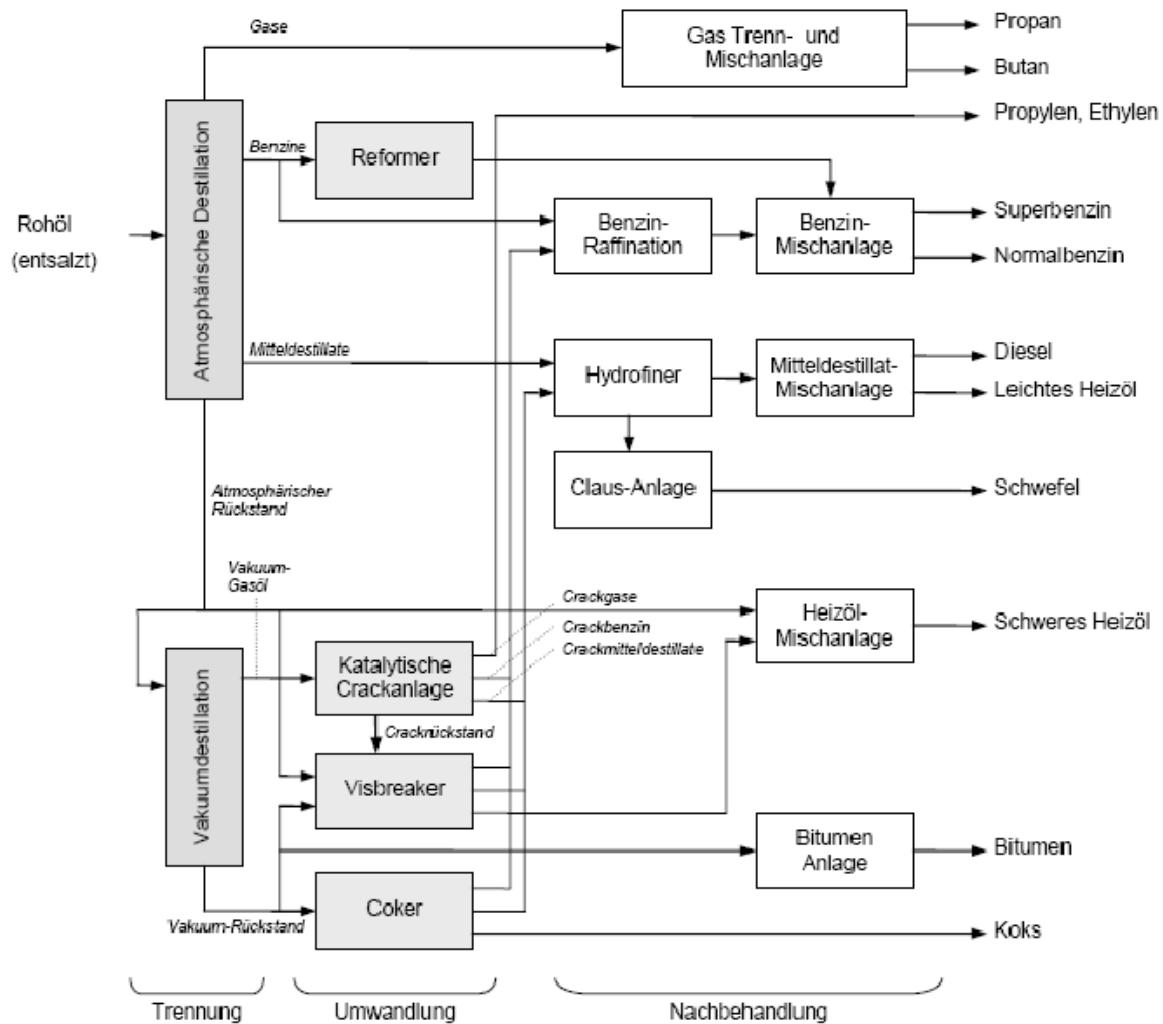 Gase
Gas Trenn- und
Mischanlage
Propan
Butan
Propylen, Ethylen
Benzine
Reformer
Rohöl
(entsalzt)
Atmosphärische Destillation
Benzin-
Raffination
Benzin-
Mischanlage
Superbenzin
Normalbenzin
Mitteldestillate
Hydrofiner
Mitteldestillat-
Mischanlage
Diesel
Leichtes Heizöl
Claus-Anlage
Schwefel
Atmosphärischer
Rückstand
Vakuum-
Gasöl
Crackgase
Crackbenzin
Crackmitteldestillate
Heizöl-
Mischanlage
Schweres Heizöl
Vakuumdestillation
Katalytische
Crackanlage
Crackrückstand
Visbreaker
Bitumen
Anlage
Bitumen
Coker
Vakuum-Rückstand
Koks
Trennung
Umwandlung
Nachbehandlung